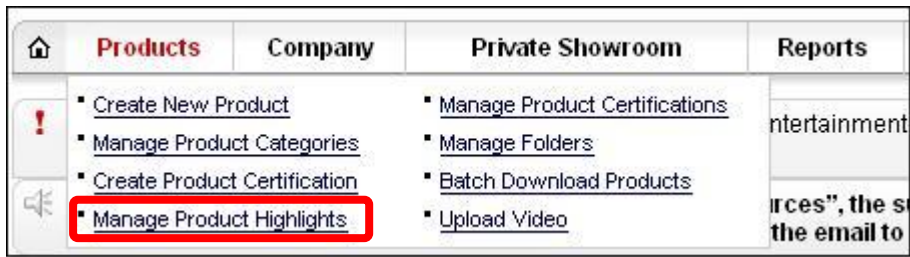 Products Company Private Showroom Reports
Create New Product Manage Product Certifications
ntertainment
Manage Product Categories Manage Folders
Create Product Certification Batch Download Products
Manage Product Highlights Upload Video
rces”, the su
the email to